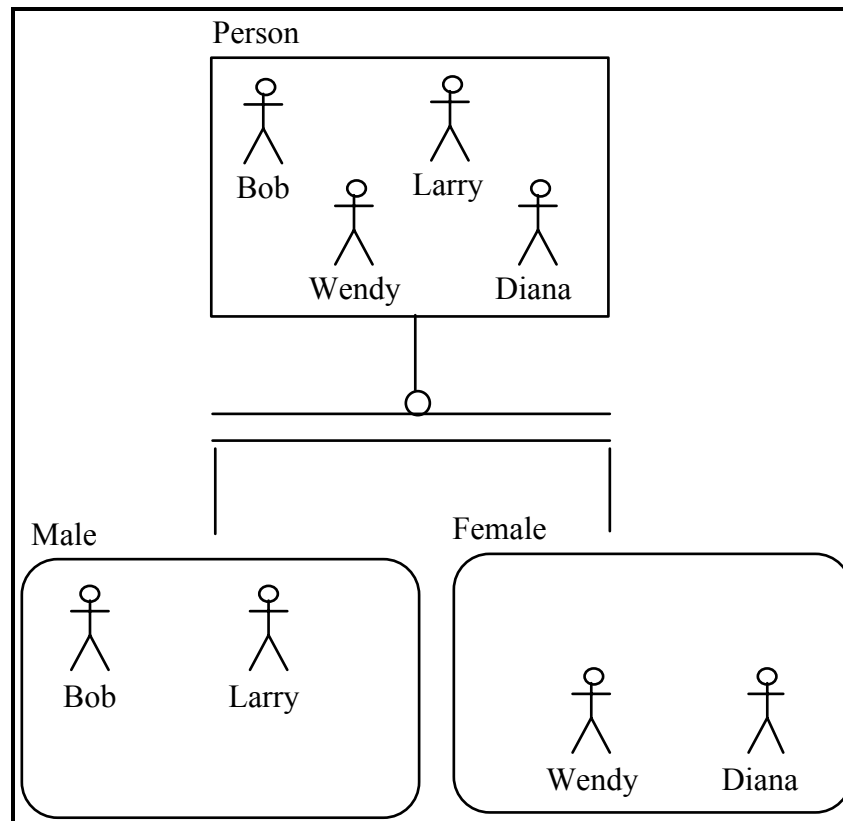 Person
Bob
Larry
Wendy
Diana
Male
Female
Bob
Larry
Wendy
Diana